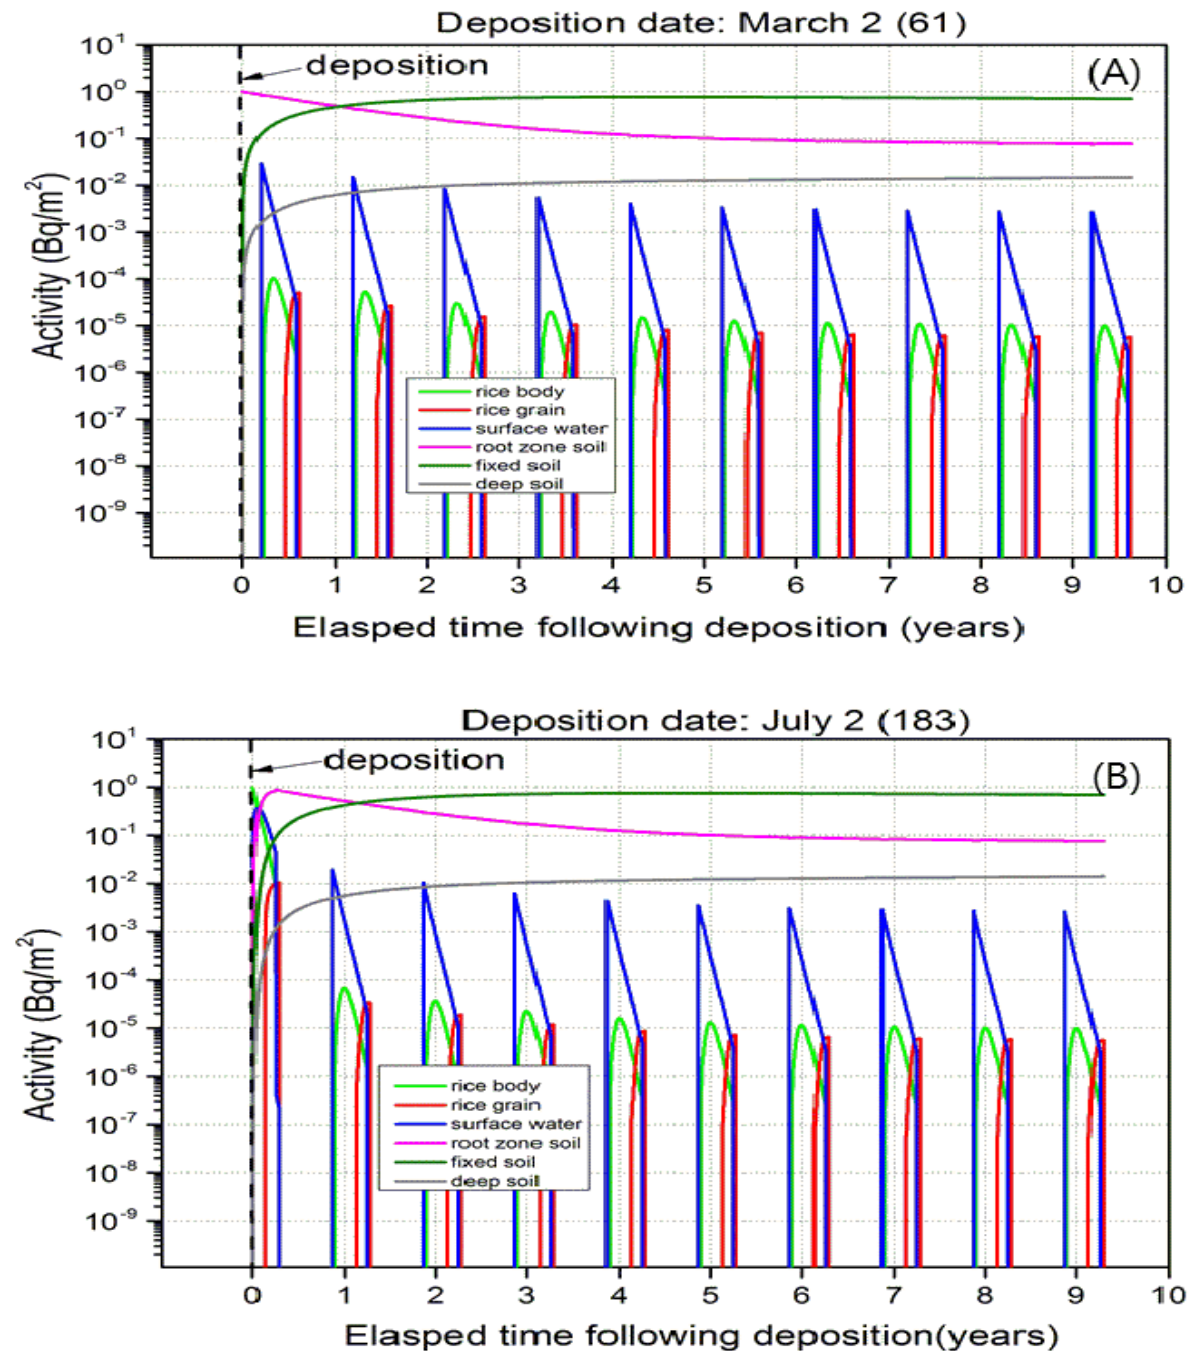 Deposition date: March 2 (61)
(A)
deposition
Activity (Bq/m²)
10¹
10⁰
10⁻¹
10⁻²
10⁻³
10⁻⁴
10⁻⁵
10⁻⁶
10⁻⁷
10⁻⁸
10⁻⁹
rice body
rice grain
surface water
root zone soil
fixed soil
deep soil
0 1 2 3 4 5 6 7 8 9 10
Elasped time following deposition (years)
Deposition date: July 2 (183)
(B)
deposition
Activity (Bq/m²)
10¹
10⁰
10⁻¹
10⁻²
10⁻³
10⁻⁴
10⁻⁵
10⁻⁶
10⁻⁷
10⁻⁸
10⁻⁹
rice body
rice grain
surface water
root zone soil
fixed soil
deep soil
0 1 2 3 4 5 6 7 8 9 10
Elasped time following deposition(years)